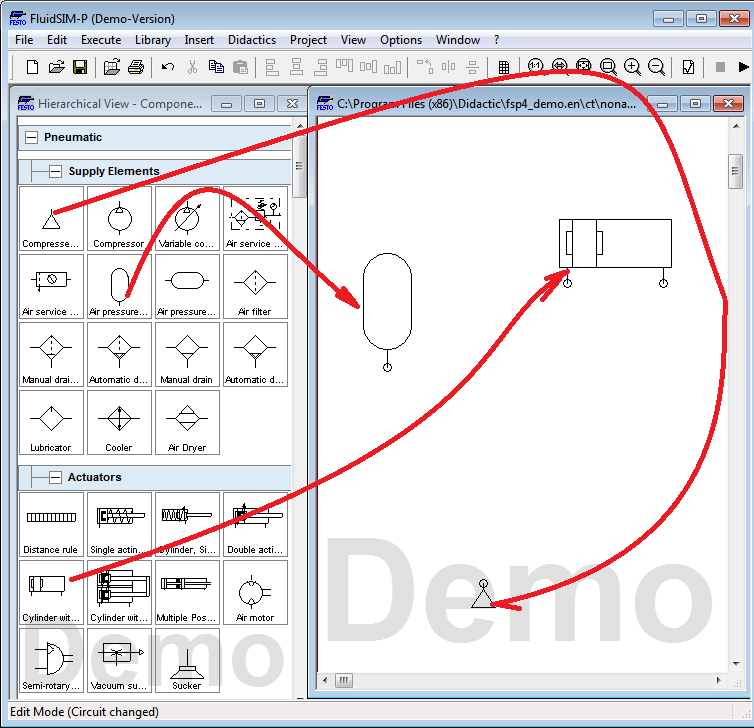 FluidSIM-P (Demo-Version)
File Edit Execute Library Insert Didactics Project View Options Window ?
Hierarchical View - Compone...
C:\Program Files (x86)\Didactic\fsp4_demo.en\ct\nona...
Pneumatic
Supply Elements
Compresse... Compressor Variable co... Air service ...
Air service ... Air pressure... Air pressure... Air filter
Manual drai... Automatic d... Manual drain Automatic d...
Lubricator Cooler Air Dryer
Actuators
Distance rule Single actin... Cylinder, Si... Double acti...
Cylinder wit... Cylinder wit... Multiple Pos... Air motor
Semi-rotary... Vacuum su... Sucker
Demo
Demo
Edit Mode (Circuit changed)